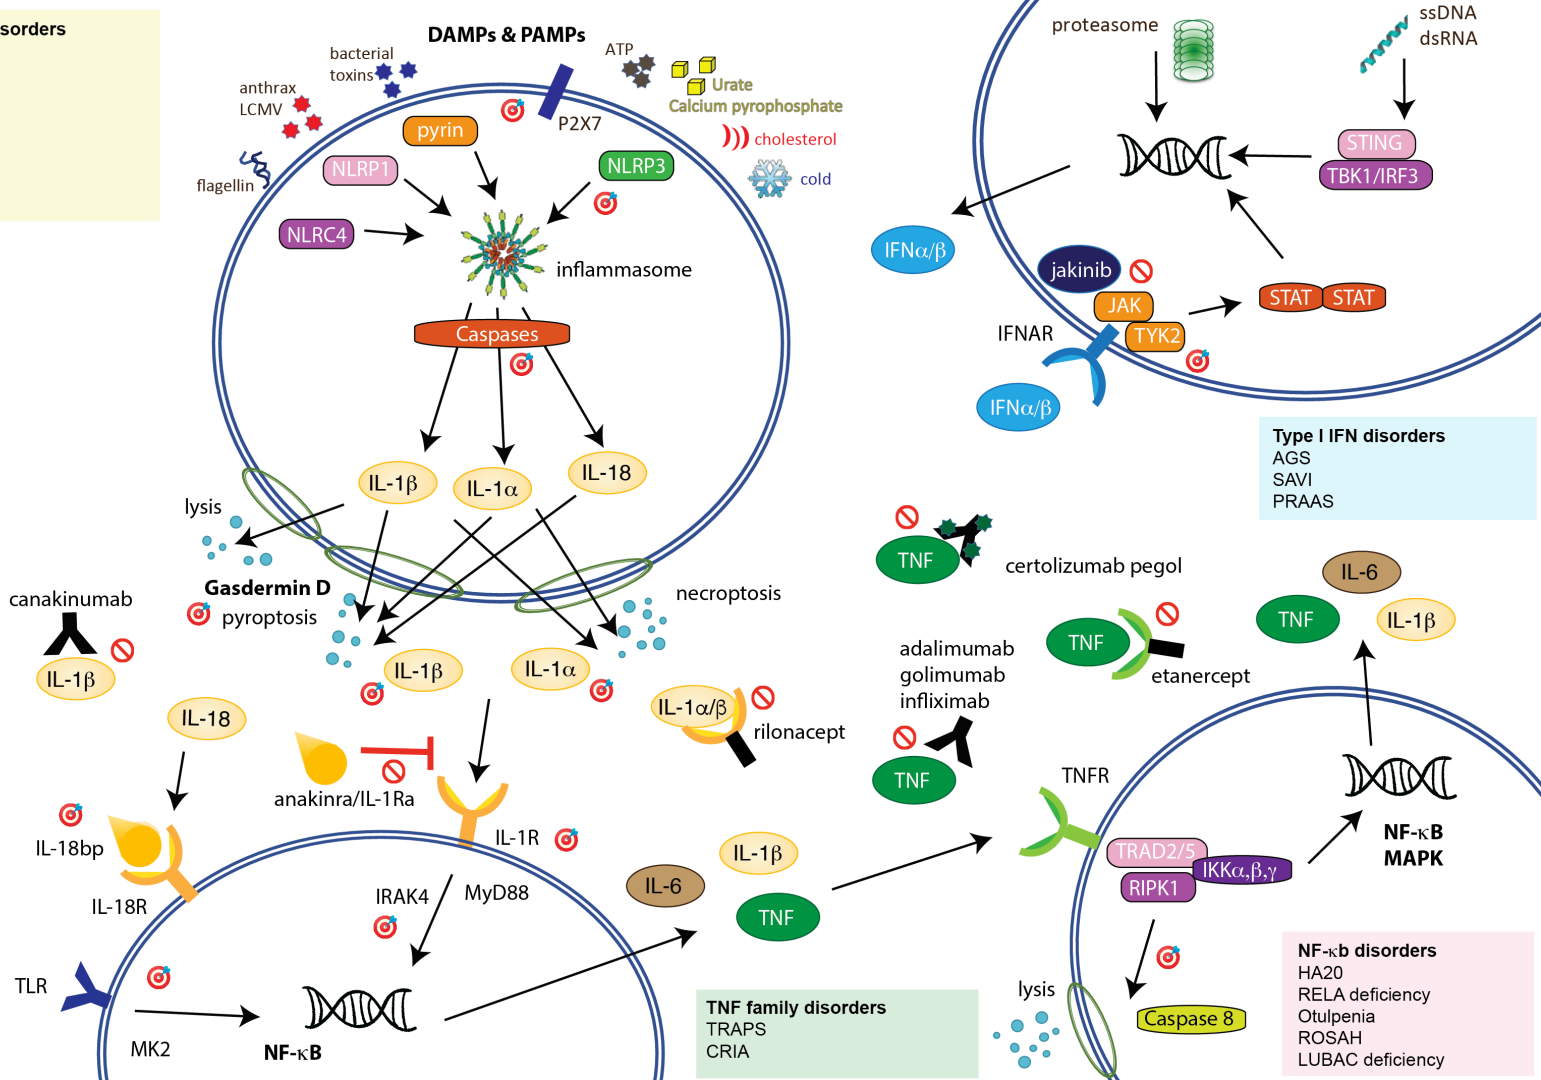 sorders
DAMPs & PAMPs
bacterial
toxins
anthrax
LCMV
flagellin
ATP
Urate
Calcium pyrophosphate
cholesterol
cold
P2X7
pyrin
NLRP1
NLRP3
NLRC4
inflammasome
Caspases
IL-1β
IL-1α
IL-18
lysis
Gasdermin D
pyroptosis
necroptosis
canakinumab
IL-1β
IL-1β
IL-1α
IL-18
IL-1α/β
rilonacept
anakinra/IL-1Ra
IL-18bp
IL-18R
IL-1R
IRAK4
MyD88
TLR
MK2
NF-κB
IL-6
IL-1β
TNF
TNF family disorders
TRAPS
CRIA
proteasome
ssDNA
dsRNA
STING
TBK1/IRF3
IFNα/β
jakinib
JAK
TYK2
STAT
STAT
IFNAR
IFNα/β
Type I IFN disorders
AGS
SAVI
PRAAS
TNF
certolizumab pegol
TNF
etanercept
adalimumab
golimumab
infliximab
TNF
IL-6
TNF
IL-1β
TNFR
TRAD2/5
IKKα,β,γ
RIPK1
NF-κB
MAPK
lysis
Caspase 8
NF-κb disorders
HA20
RELA deficiency
Otulpenia
ROSAH
LUBAC deficiency